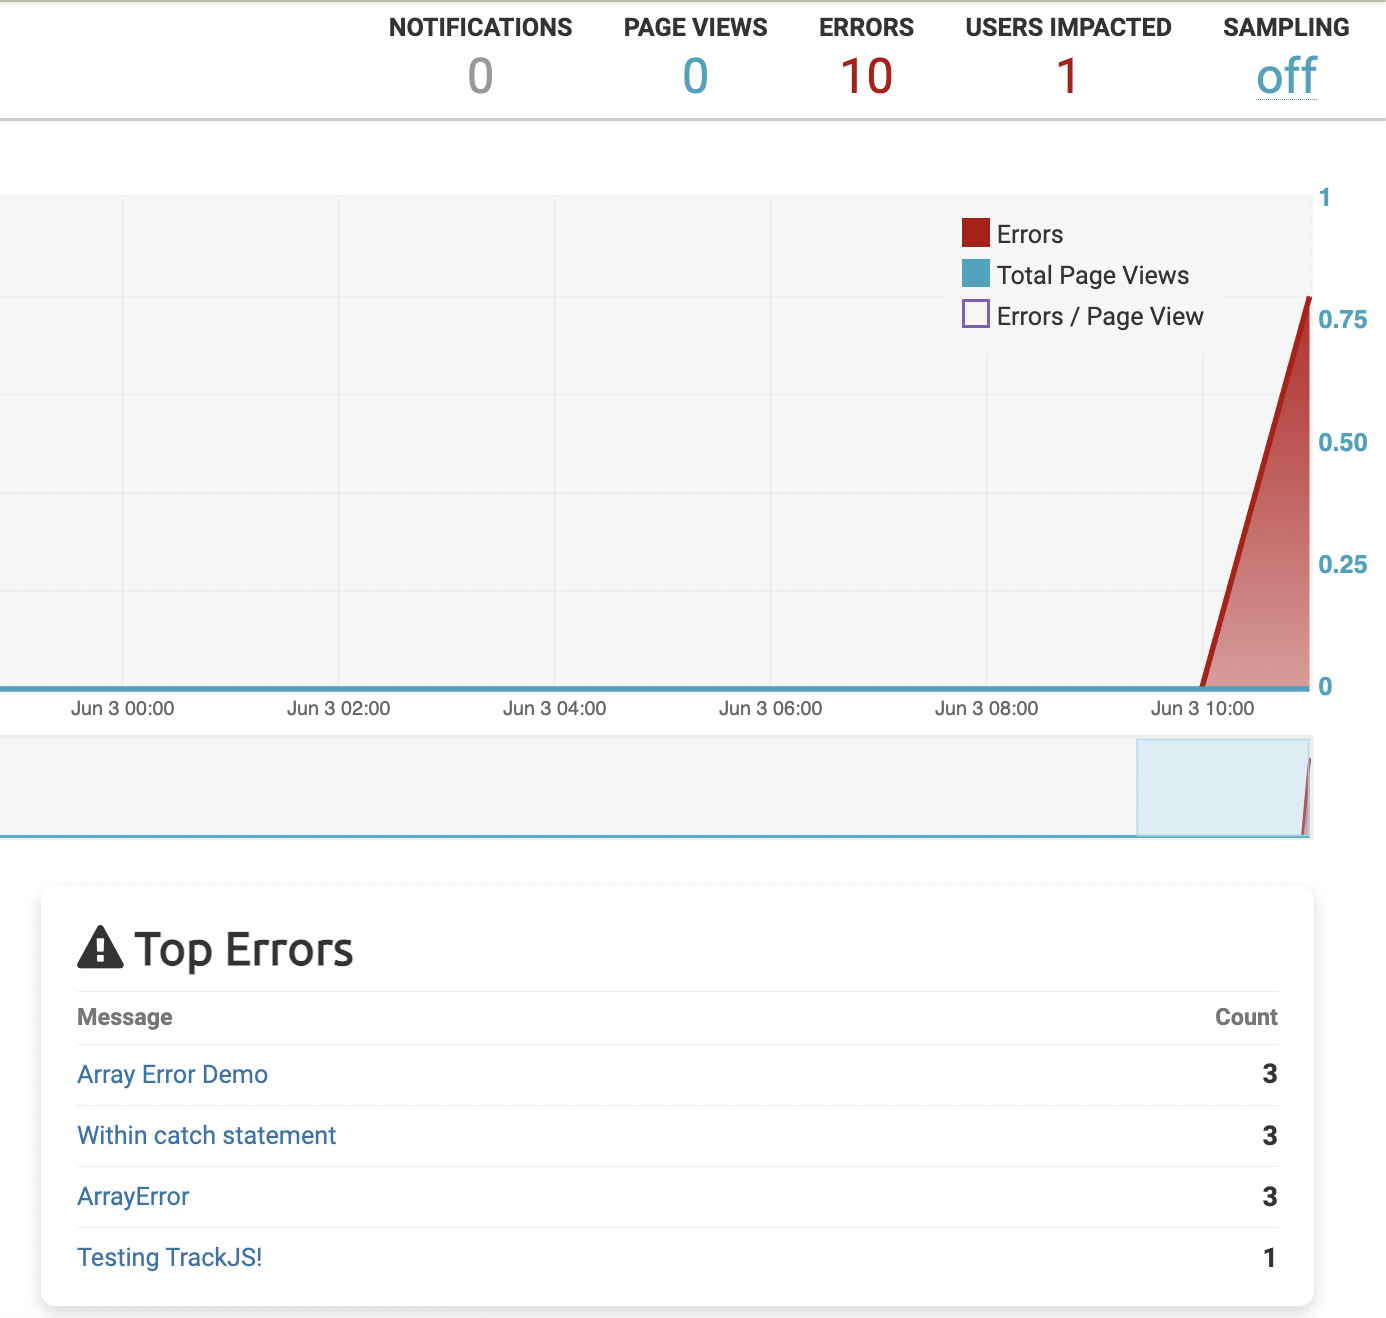 NOTIFICATIONS PAGE VIEWS ERRORS USERS IMPACTED SAMPLING
0 0 10 1 off
1
Errors
Total Page Views
Errors / Page View
0.75
0.50
0.25
0
Jun 3 00:00 Jun 3 02:00 Jun 3 04:00 Jun 3 06:00 Jun 3 08:00 Jun 3 10:00
Top Errors
Message Count
Array Error Demo 3
Within catch statement 3
ArrayError 3
Testing TrackJS! 1